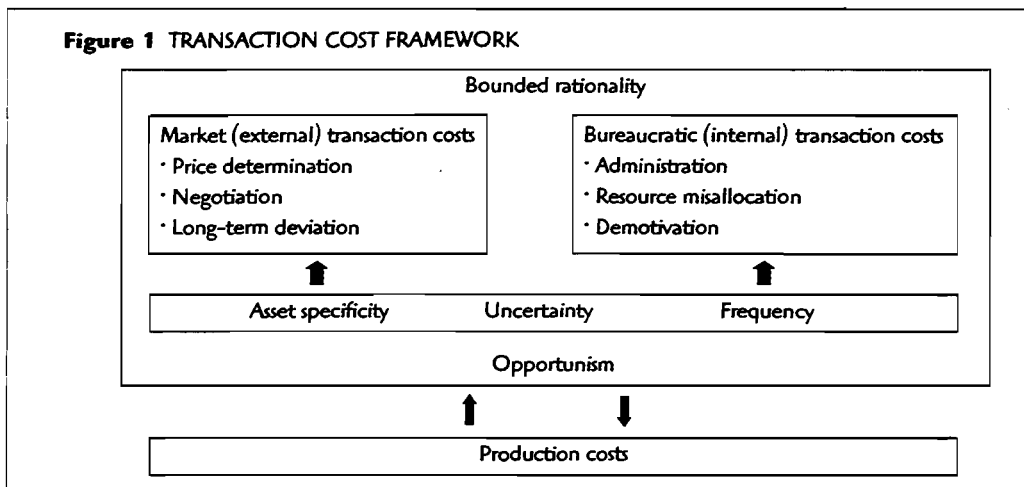 Figure 1 TRANSACTION COST FRAMEWORK
Bounded rationality
Market (external) transaction costs
· Price determination
· Negotiation
· Long-term deviation
Bureaucratic (internal) transaction costs
· Administration
· Resource misallocation
· Demotivation
Asset specificity Uncertainty Frequency
Opportunism
Production costs